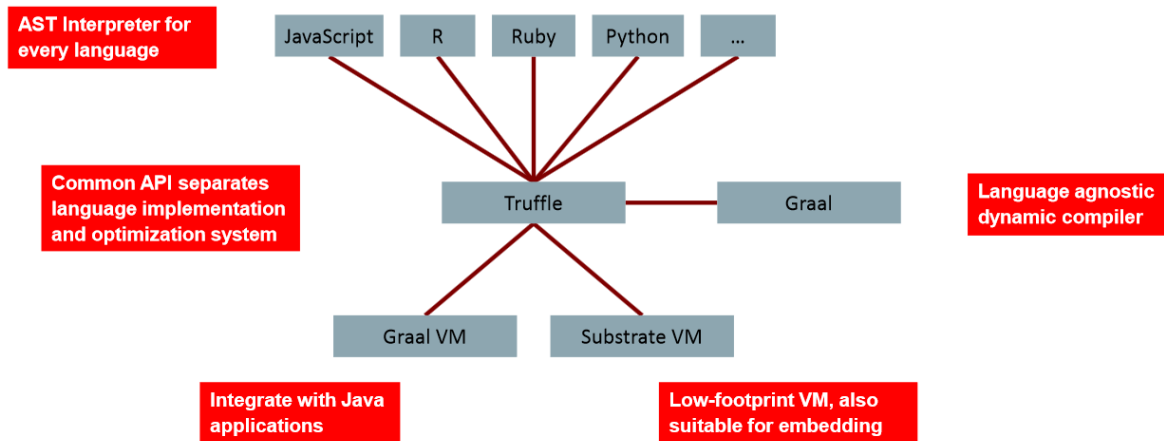 AST Interpreter for
every language
JavaScript
R
Ruby
Python
...
Common API separates
language implementation
and optimization system
Truffle
Graal
Language agnostic
dynamic compiler
Graal VM
Substrate VM
Integrate with Java
applications
Low-footprint VM, also
suitable for embedding